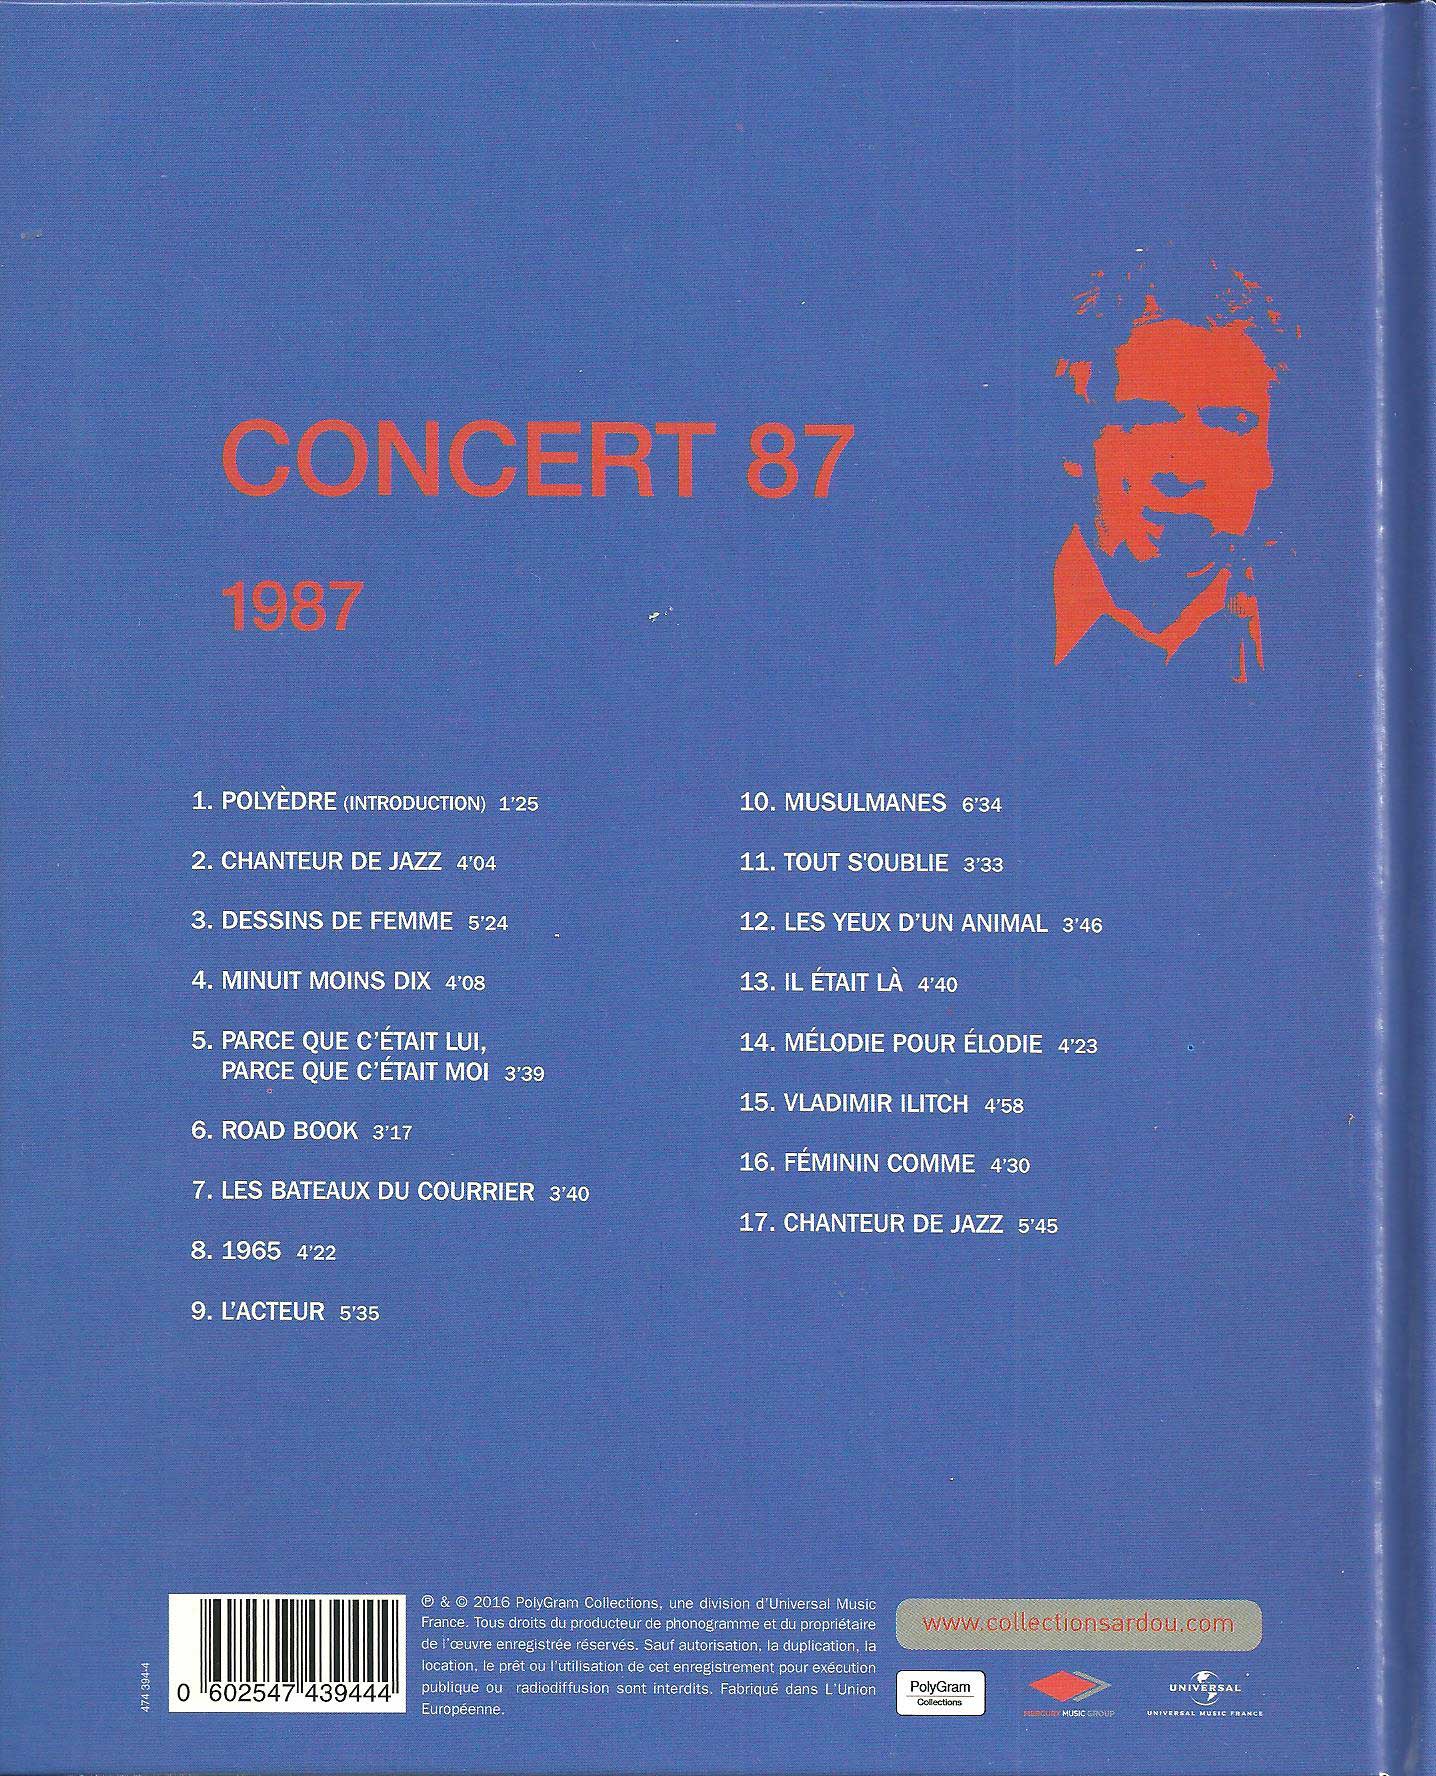 CONCERT 87
1987
1. POLYÈDRE (INTRODUCTION) 1'25
2. CHANTEUR DE JAZZ 4'04
3. DESSINS DE FEMME 5'24
4. MINUIT MOINS DIX 4'08
5. PARCE QUE C'ÉTAIT LUI,
PARCE QUE C'ÉTAIT MOI 3'39
6. ROAD BOOK 3'17
7. LES BATEAUX DU COURRIER 3'40
8. 1965 4'22
9. L'ACTEUR 5'35
10. MUSULMANES 6'34
11. TOUT S'OUBLIE 3'33
12. LES YEUX D'UN ANIMAL 3'46
13. IL ÉTAIT LÀ 4'40
14. MÉLODIE POUR ÉLODIE 4'23
15. VLADIMIR ILITCH 4'58
16. FÉMININ COMME 4'30
17. CHANTEUR DE JAZZ 5'45
474 394-4
0 602547 439444
℗ & © 2016 PolyGram Collections, une division d'Universal Music
France. Tous droits du producteur de phonogramme et du propriétaire
de l'œuvre enregistrée réservés. Sauf autorisation, la duplication, la
location, le prêt ou l'utilisation de cet enregistrement pour exécution
publique ou radiodiffusion sont interdits. Fabriqué dans L'Union
Européenne.
www.collectionsardou.com
PolyGram
Collections
MERCURY MUSIC GROUP
UNIVERSAL
UNIVERSAL MUSIC FRANCE